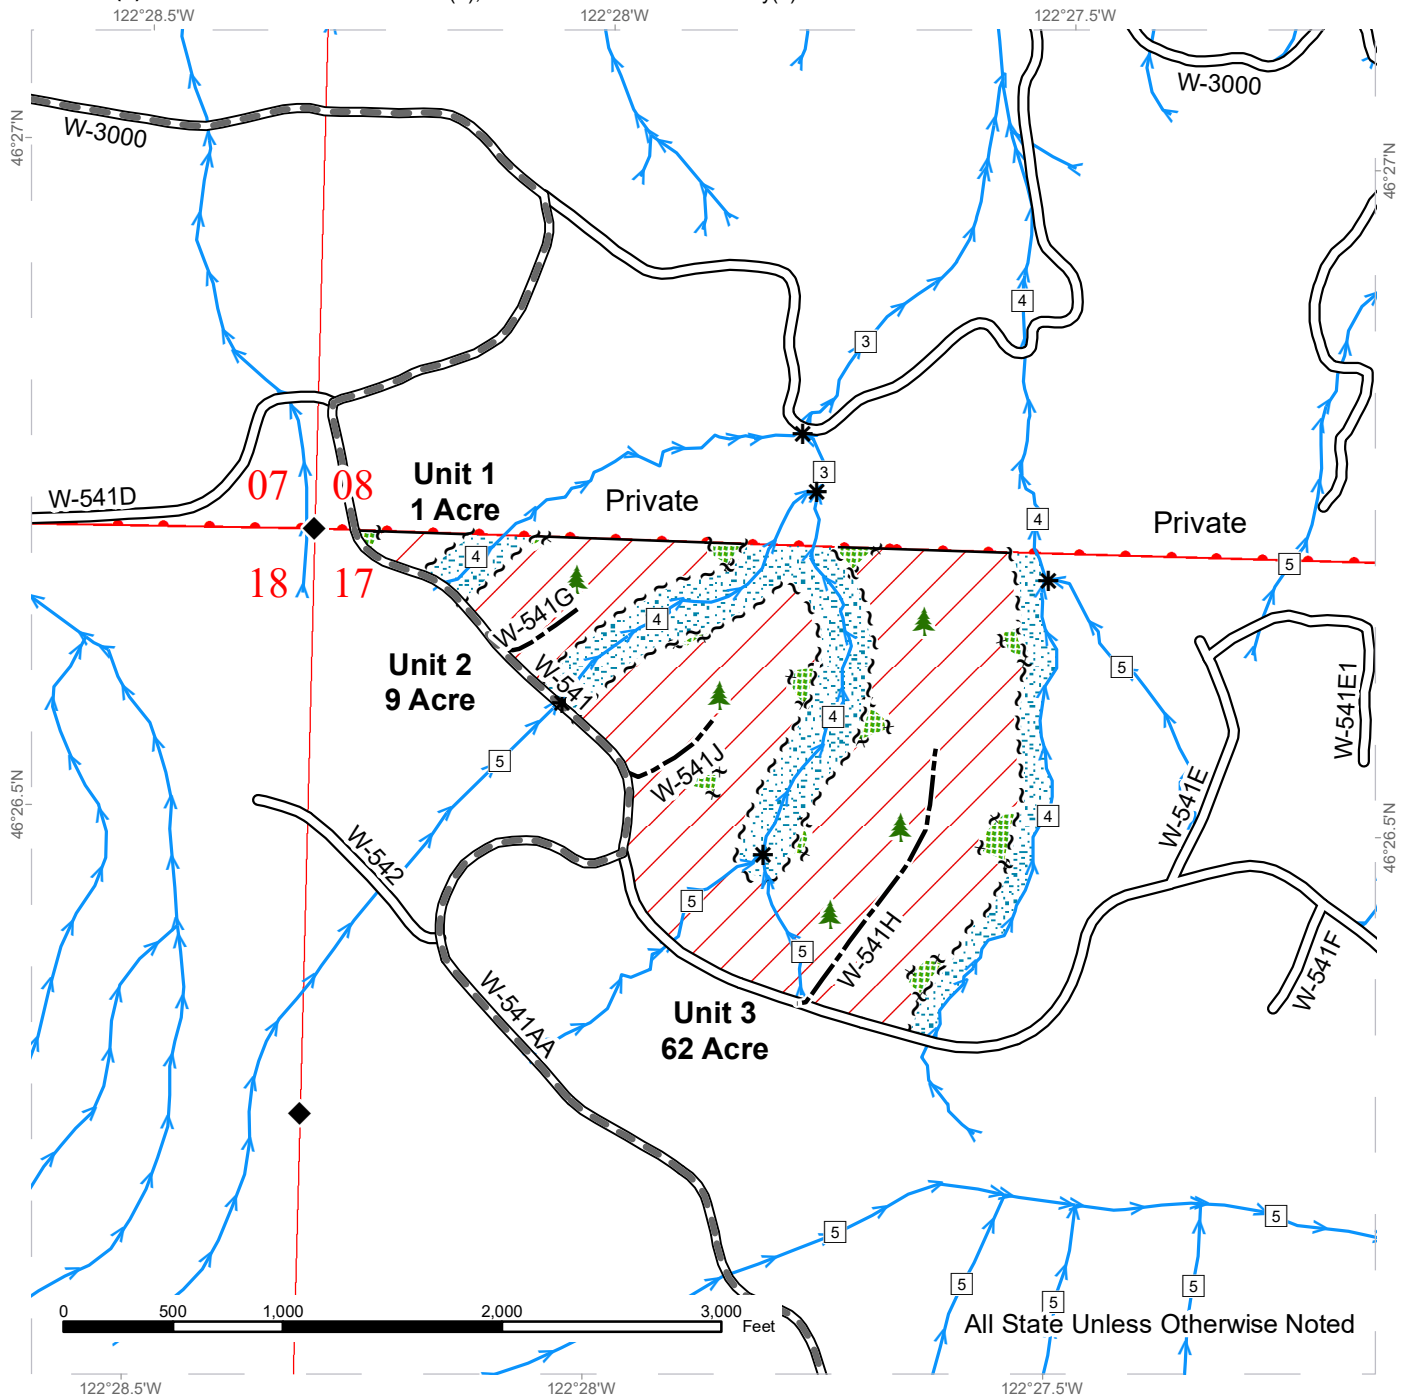 122°28.5'W
122°28'W
122°27.5'W
W-3000
W-3000
46°27'N
46°27'N
4
3
3
07
08
Unit 1
1 Acre
Private
W-541D
4
Private
4
5
18
17
W-541G
4
Unit 2
9 Acre
W-541
5
W-541E1
4
5
W-541J
46°26.5'N
46°26.5'N
W-542
W-541E
4
5
5
W-541H
W-541F
W-541AA
Unit 3
62 Acre
5
5
5
5
5
0
500
1,000
2,000
3,000
Feet
All State Unless Otherwise Noted
122°28.5'W
122°28'W
122°27.5'W